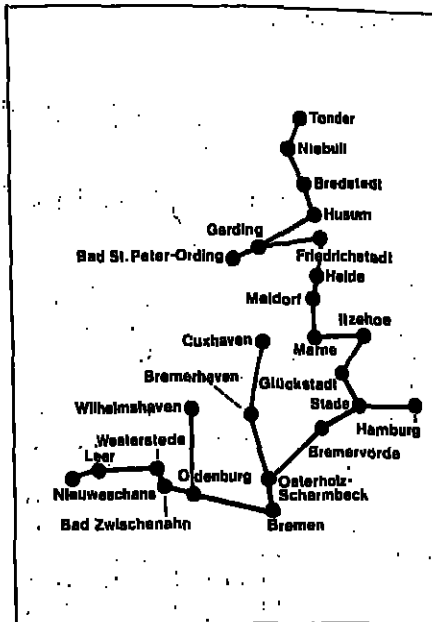 Tonder
Niebüll
Bredstedt
Husum
Garding
Friedrichstadt
Bad St. Peter-Ording
Heide
Meldorf
Itzehoe
Marne
Cuxhaven
Bremerhaven
Glückstadt
Wilhelmshaven
Stade
Hamburg
Bremervörde
Westerstede
Leer
Oldenburg
Osterholz-
Scharmbeck
Nieuweschans
Bad Zwischenahn
Bremen